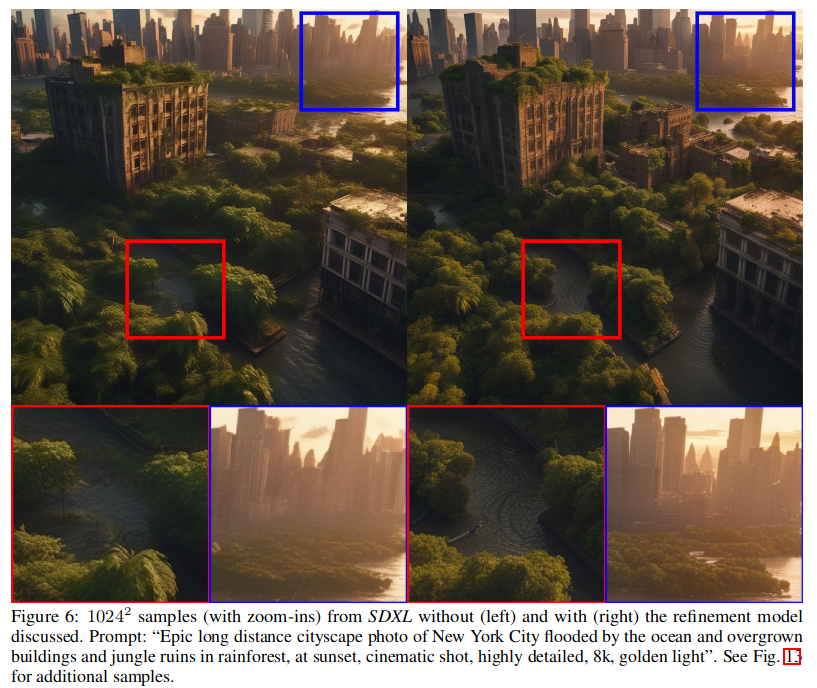 Figure 6: 1024² samples (with zoom-ins) from SDXL without (left) and with (right) the refinement model
discussed. Prompt: “Epic long distance cityscape photo of New York City flooded by the ocean and overgrown
buildings and jungle ruins in rainforest, at sunset, cinematic shot, highly detailed, 8k, golden light”. See Fig. 13
for additional samples.